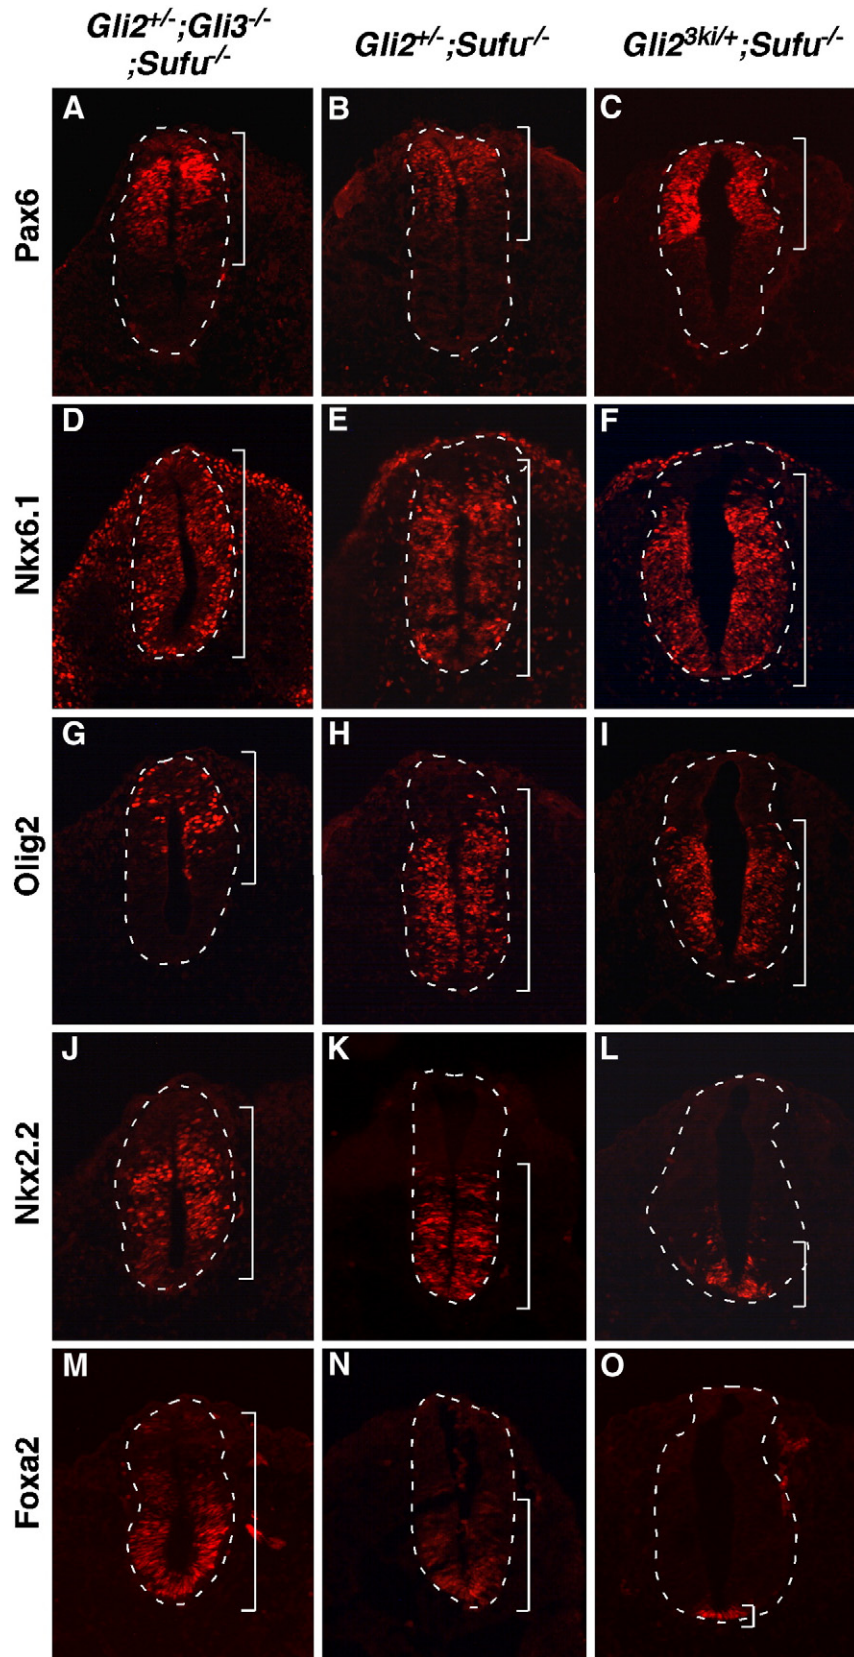 Gli2+/-;Gli3-/-
;Sufu-/-
Gli2+/-;Sufu-/-
Gli23ki/+;Sufu-/-
Pax6
A
B
C
Nkx6.1
D
E
F
Olig2
G
H
I
Nkx2.2
J
K
L
Foxa2
M
N
O